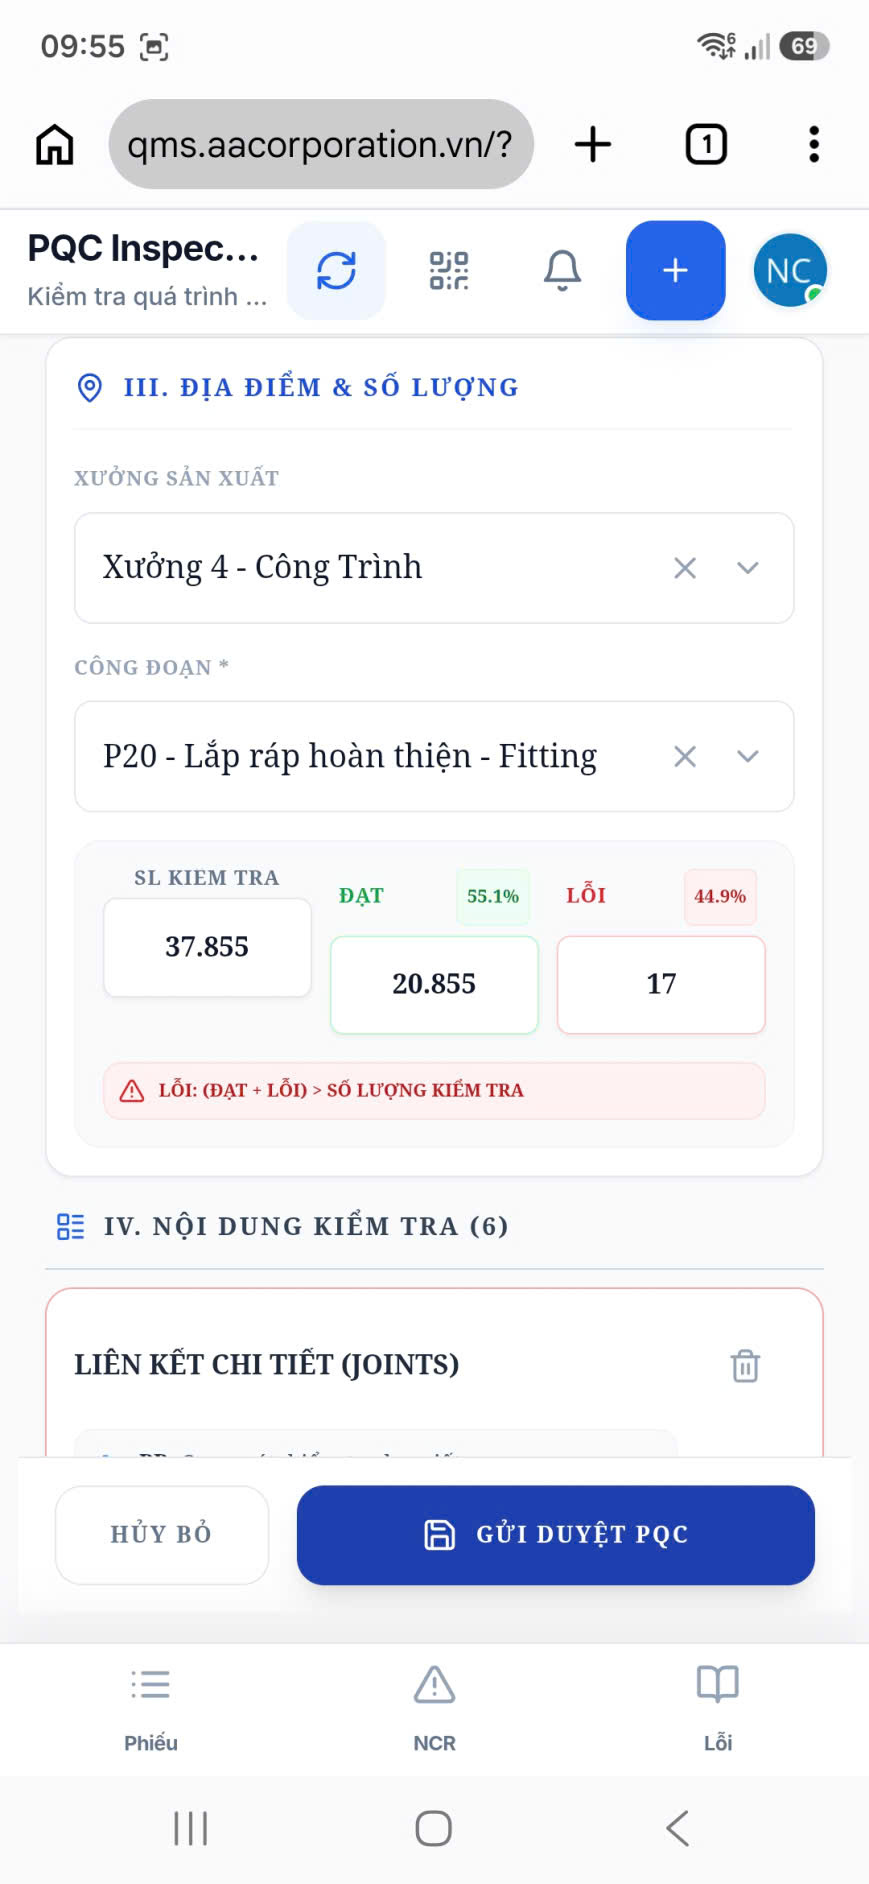 09:55
6
69
qms.aacorporation.vn/?
1
PQC Inspec...
Kiểm tra quá trình ...
NC
III. ĐỊA ĐIỂM & SỐ LƯỢNG
XƯỞNG SẢN XUẤT
Xưởng 4 - Công Trình
CÔNG ĐOẠN *
P20 - Lắp ráp hoàn thiện - Fitting
SL KIỂM TRA
ĐẠT 55.1% LỖI 44.9%
37.855
20.855 17
LỖI: (ĐẠT + LỖI) > SỐ LƯỢNG KIỂM TRA
IV. NỘI DUNG KIỂM TRA (6)
LIÊN KẾT CHI TIẾT (JOINTS)
HỦY BỎ GỬI DUYỆT PQC
Phiếu NCR Lỗi